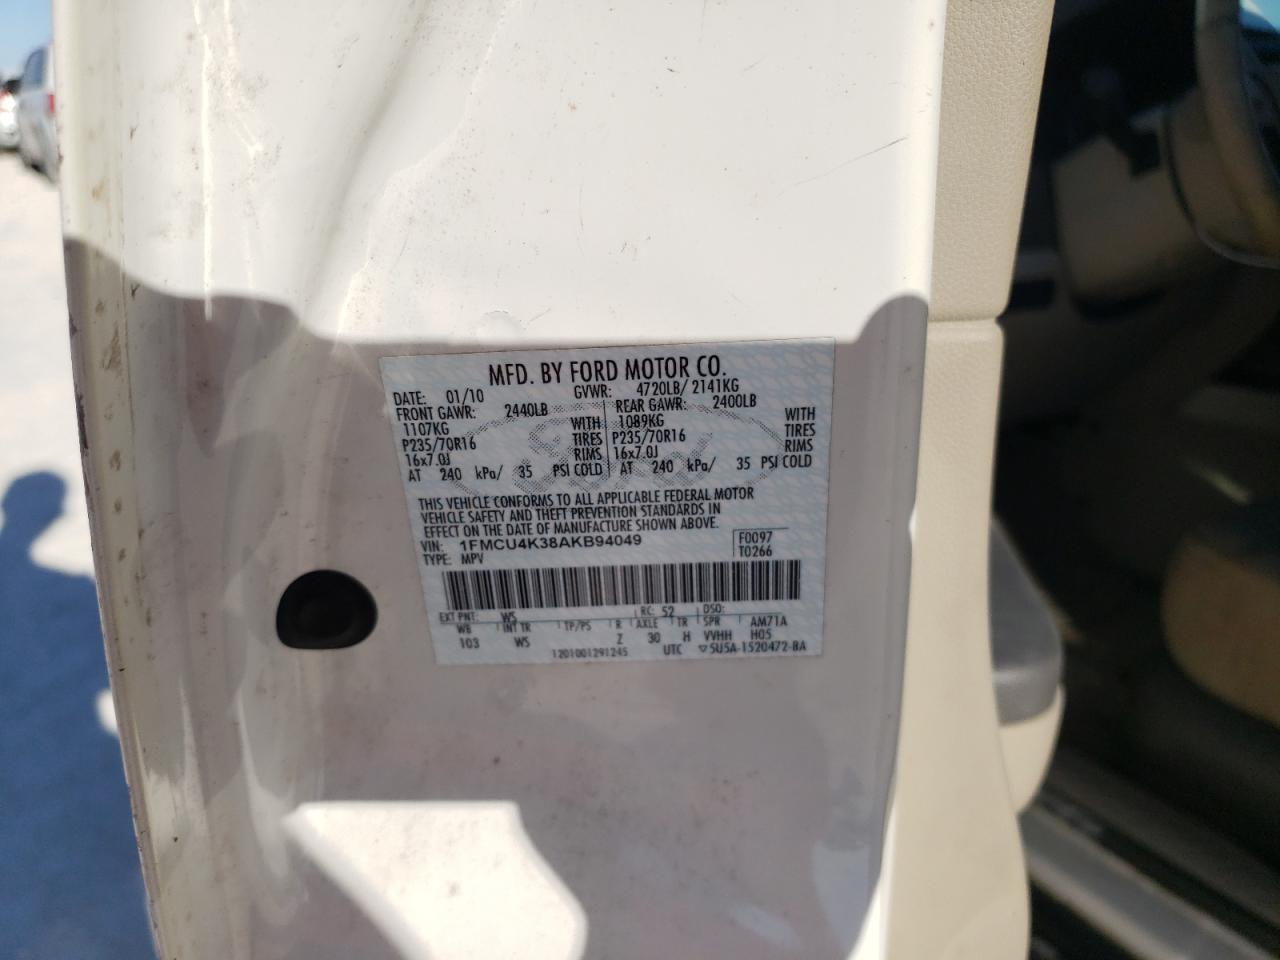 MFD. BY FORD MOTOR CO.
DATE: 01/10 GVWR: 4720LB/ 2141KG
FRONT GAWR: 2440LB REAR GAWR: 2400LB
1107KG WITH 1089KG WITH
P235/70R16 TIRES P235/70R16 TIRES
16x7.0J RIMS 16x7.0J RIMS
AT 240 kPa/ 35 PSI COLD AT 240 kPa/ 35 PSI COLD
THIS VEHICLE CONFORMS TO ALL APPLICABLE FEDERAL MOTOR
VEHICLE SAFETY AND THEFT PREVENTION STANDARDS IN
EFFECT ON THE DATE OF MANUFACTURE SHOWN ABOVE.
VIN: 1FMCU4K38AKB94049 F0097
TYPE: MPV T0266
EXT PNT: WS RC: 52 DSO:
WB INT TR TP/PS R AXLE TR SPR AM71A
103 WS Z 30 H VVHH H05
1201001291245 UTC ▽5U5A-1520472-BA